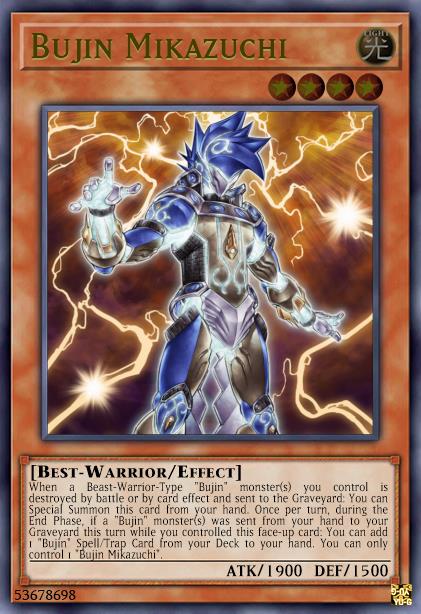 BUJIN MIKAZUCHI
LIGHT
光
[BEST-WARRIOR/EFFECT]
When a Beast-Warrior-Type "Bujin" monster(s) you control is
destroyed by battle or by card effect and sent to the Graveyard: You can
Special Summon this card from your hand. Once per turn, during the
End Phase, if a "Bujin" monster(s) was sent from your hand to your
Graveyard this turn while you controlled this face-up card: You can add
1 "Bujin" Spell/Trap Card from your Deck to your hand. You can only
control 1 "Bujin Mikazuchi".
ATK/1900 DEF/1500
53678698